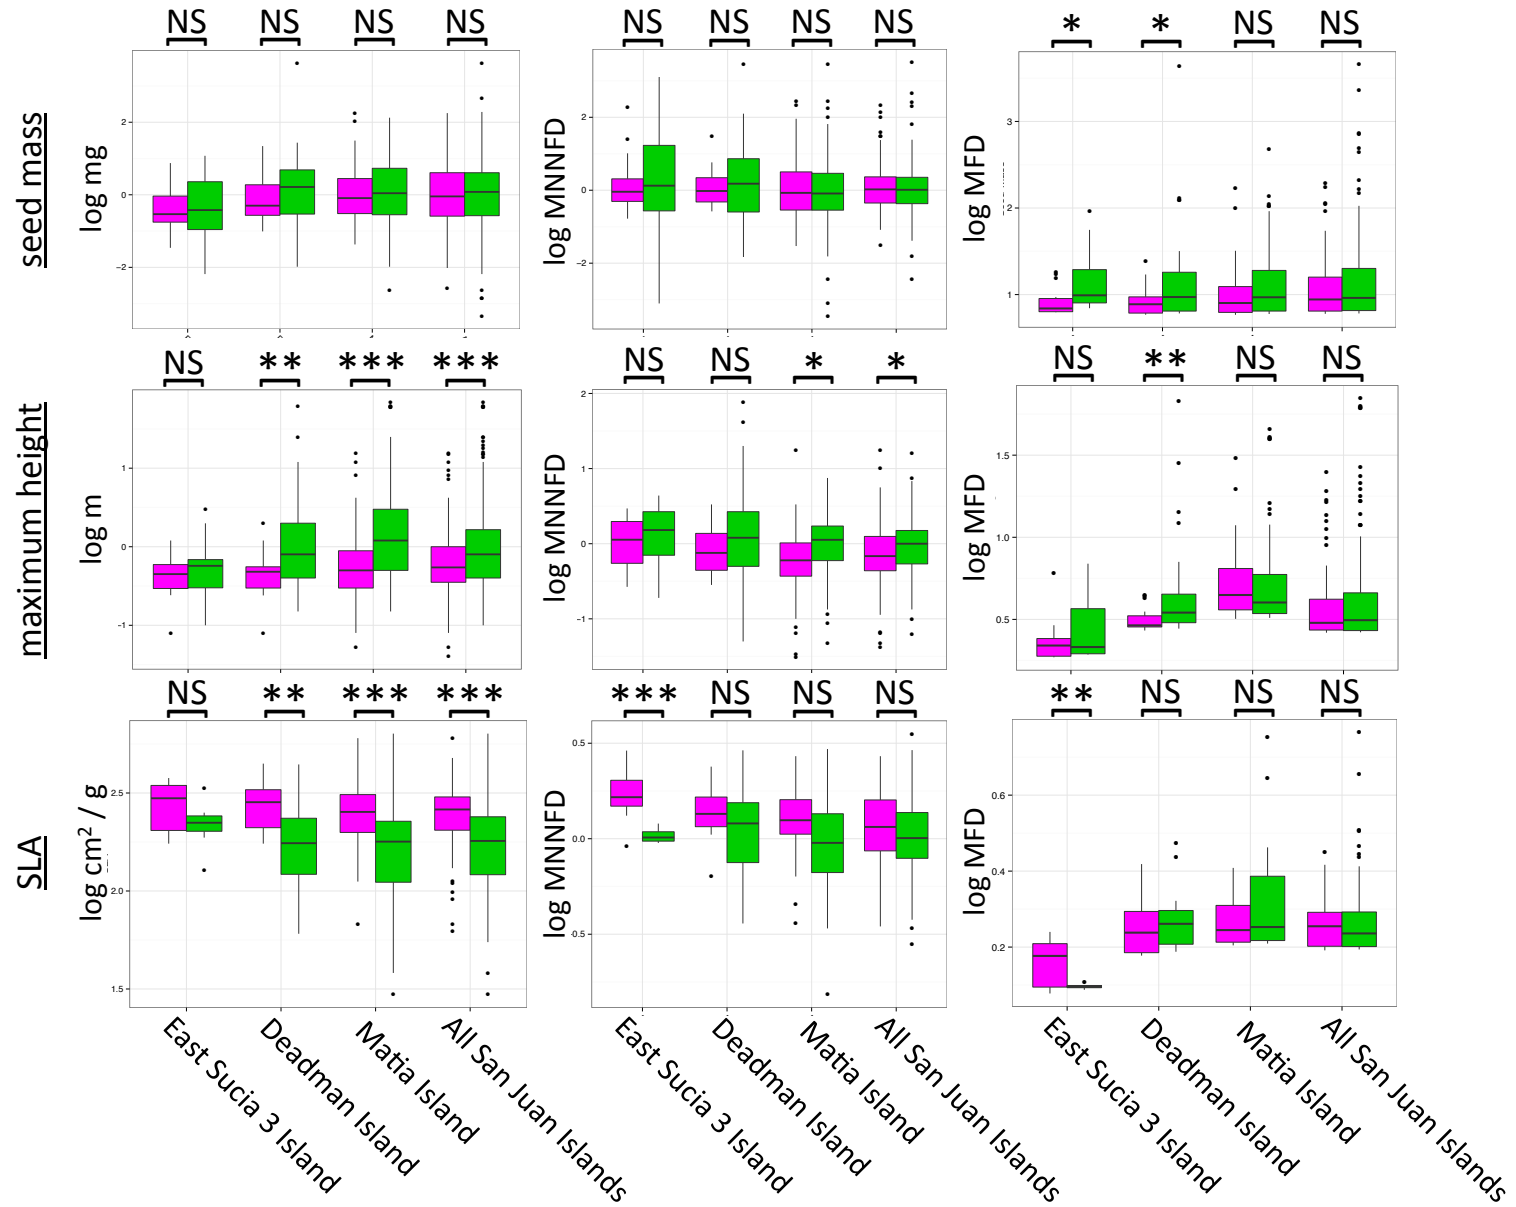 NS NS NS NS NS NS NS NS * * NS NS
seed mass
log mg
2
0
−2
log MNNFD
2
0
−2
log MFD
3
2
1
NS ** *** *** NS NS * * NS ** NS NS
maximum height
log m
1
0
−1
log MNNFD
2
1
0
−1
log MFD
1.5
1.0
0.5
NS ** *** *** *** NS NS NS ** NS NS NS
SLA
log cm² / g
2.5
2.0
1.5
log MNNFD
0.5
0.0
0.5
log MFD
0.6
0.4
0.2
East Sucia 3 Island
Deadman Island
Matia Island
All San Juan Islands
East Sucia 3 Island
Deadman Island
Matia Island
All San Juan Islands
East Sucia 3 Island
Deadman Island
Matia Island
All San Juan Islands